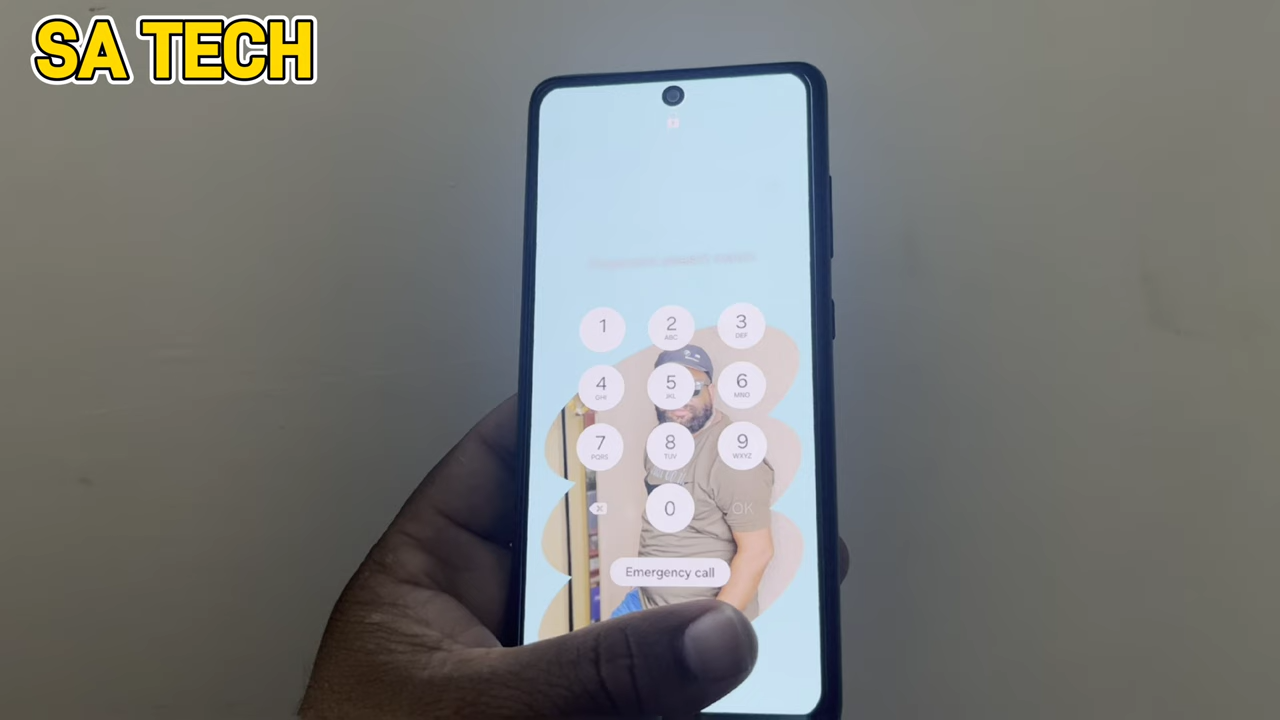 SA TECH
1
2
ABC
3
DEF
4
GHI
5
JKL
6
MNO
7
PQRS
8
TUV
9
WXYZ
0
OK
Emergency call